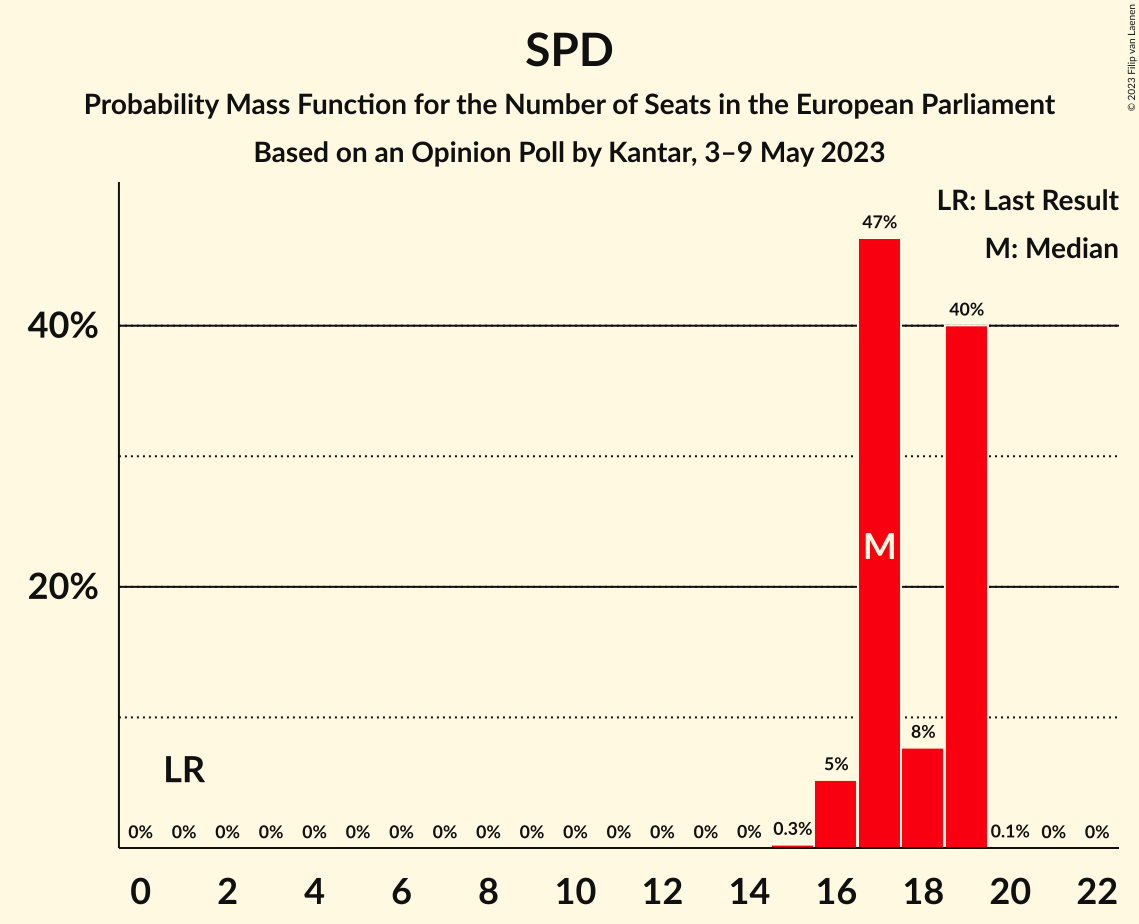 SPD
Probability Mass Function for the Number of Seats in the European Parliament
Based on an Opinion Poll by Kantar, 3–9 May 2023
© 2023 Filip van Laenen
LR: Last Result
M: Median
47%
40%
40%
M
20%
8%
5%
LR
0% 0% 0% 0% 0% 0% 0% 0% 0% 0% 0% 0% 0% 0% 0% 0.3% 0.1% 0% 0%
0 2 4 6 8 10 12 14 16 18 20 22